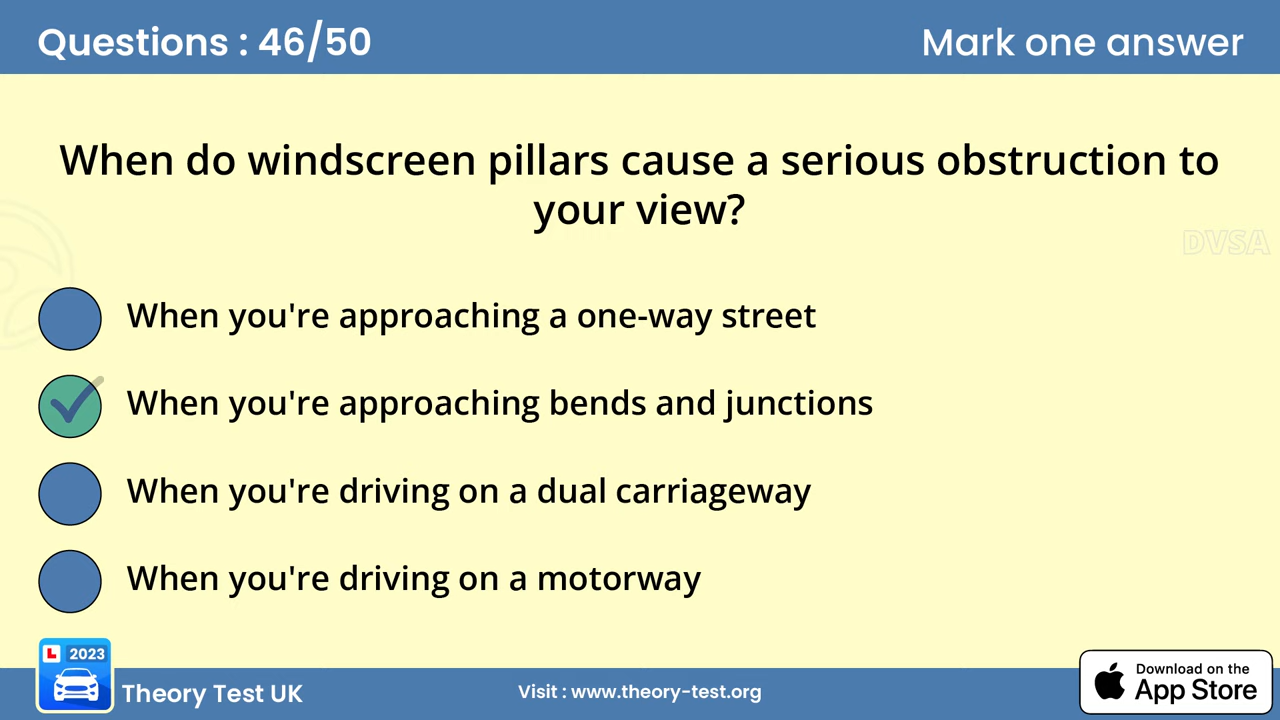 Questions : 46/50
Mark one answer
When do windscreen pillars cause a serious obstruction to
your view?
DVSA
When you're approaching a one-way street
When you're approaching bends and junctions
When you're driving on a dual carriageway
When you're driving on a motorway
L 2023
Theory Test UK
Visit : www.theory-test.org
Download on the
App Store